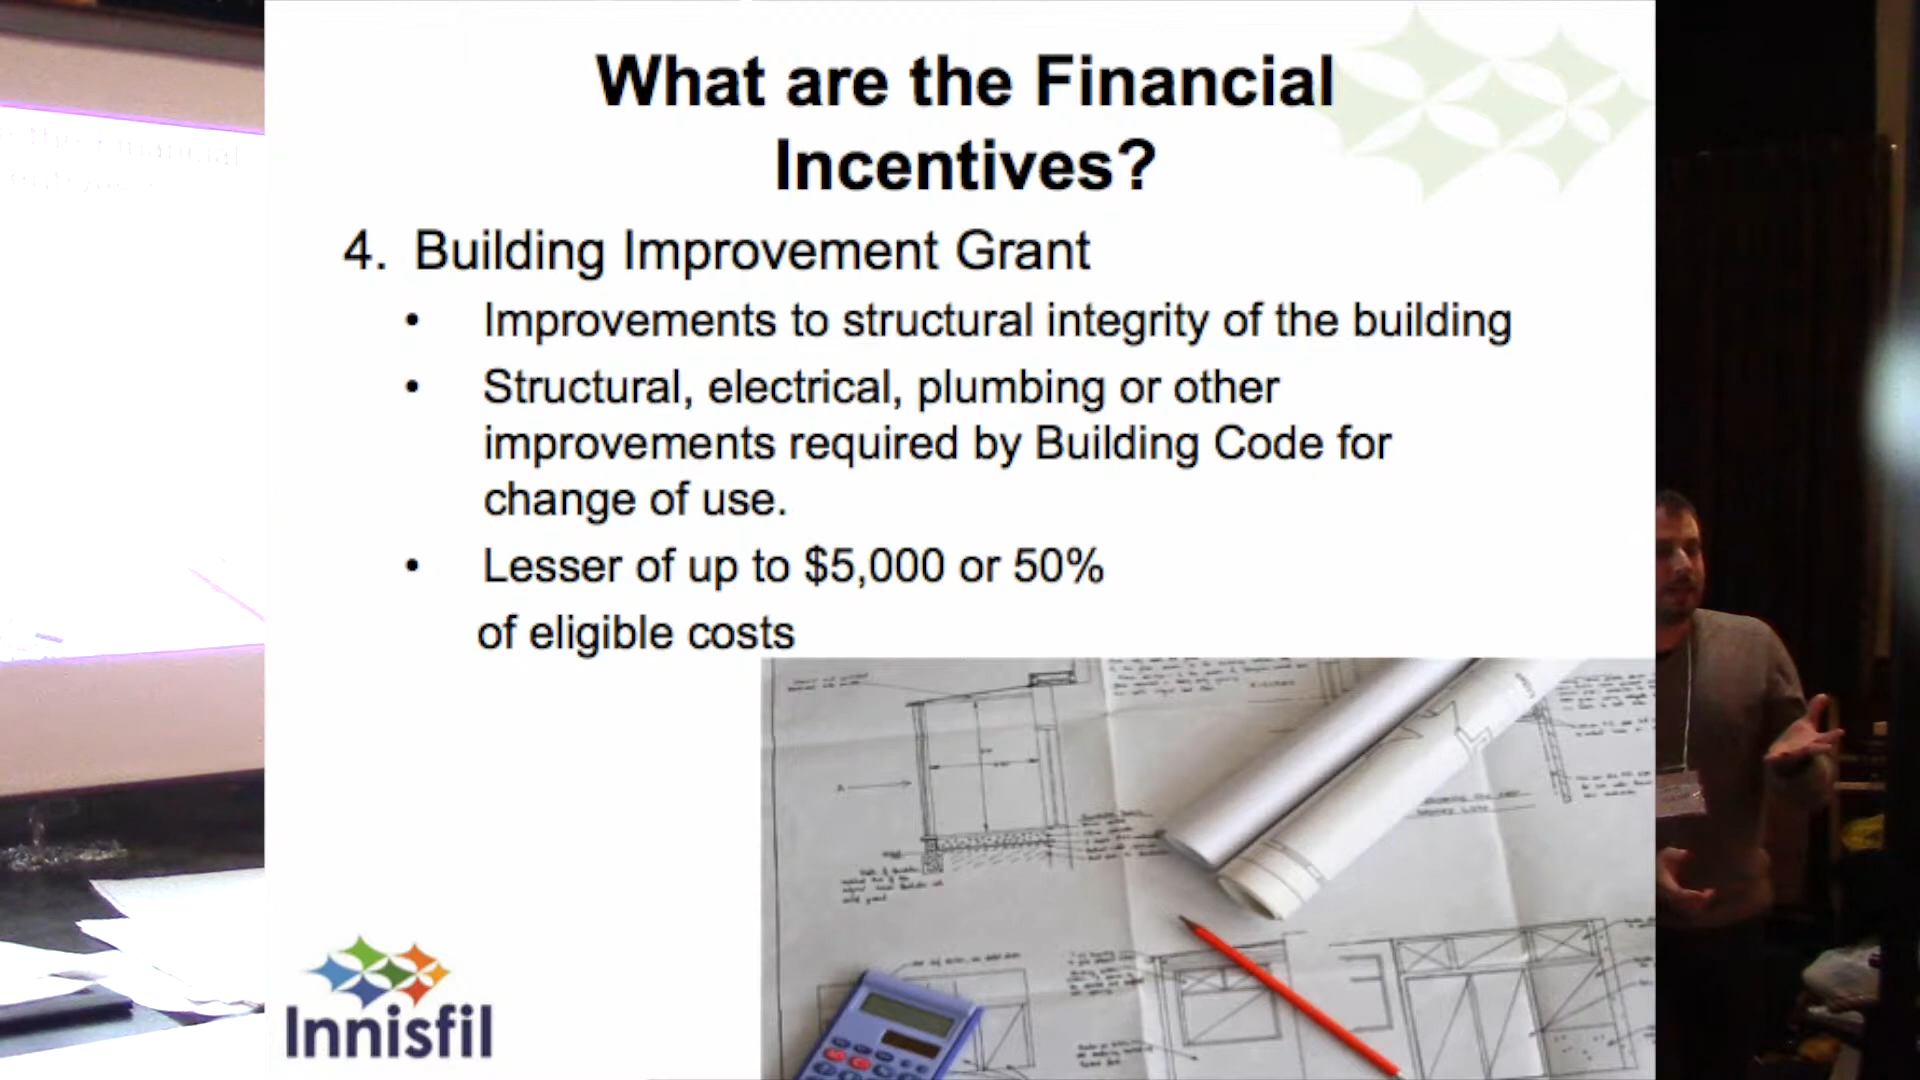 What are the Financial
Incentives?
4. Building Improvement Grant
• Improvements to structural integrity of the building
• Structural, electrical, plumbing or other
improvements required by Building Code for
change of use.
• Lesser of up to $5,000 or 50%
of eligible costs
Innisfil